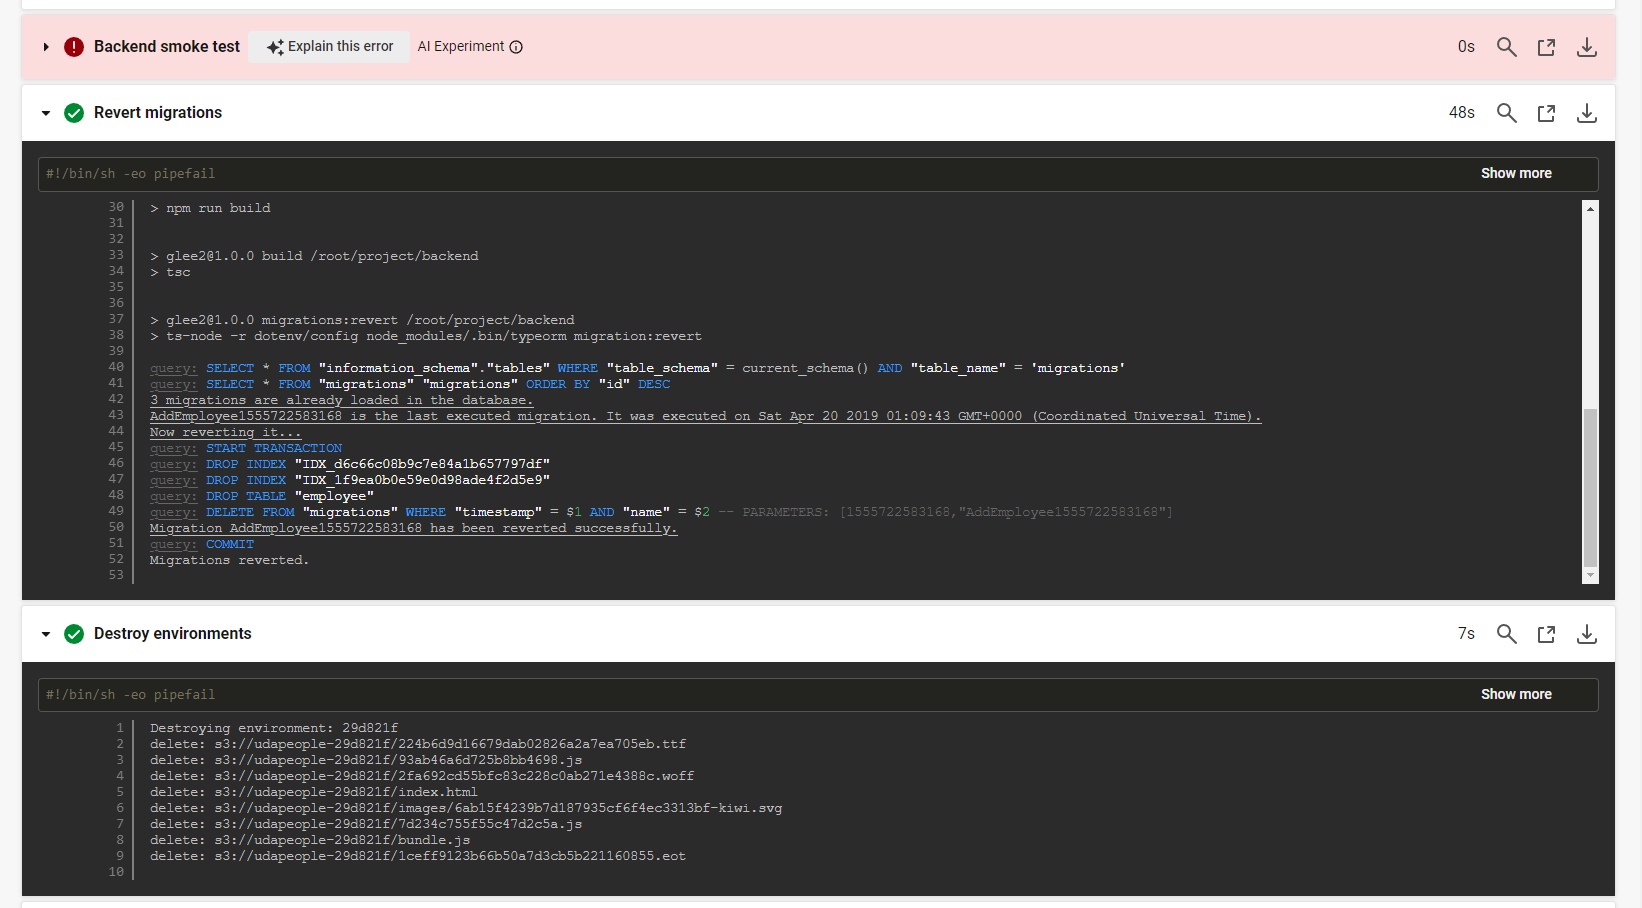 Backend smoke test Explain this error AI Experiment 0s
Revert migrations 48s
#!/bin/sh -eo pipefail Show more
30 > npm run build
31
32
33 > glee2@1.0.0 build /root/project/backend
34 > tsc
35
36
37 > glee2@1.0.0 migrations:revert /root/project/backend
38 > ts-node -r dotenv/config node_modules/.bin/typeorm migration:revert
39
40 query: SELECT * FROM "information_schema"."tables" WHERE "table_schema" = current_schema() AND "table_name" = 'migrations'
41 query: SELECT * FROM "migrations" "migrations" ORDER BY "id" DESC
42 3 migrations are already loaded in the database.
43 AddEmployee1555722583168 is the last executed migration. It was executed on Sat Apr 20 2019 01:09:43 GMT+0000 (Coordinated Universal Time).
44 Now reverting it...
45 query: START TRANSACTION
46 query: DROP INDEX "IDX_d6c66c08b9c7e84a1b657797df"
47 query: DROP INDEX "IDX_1f9ea0b0e59e0d98ade4f2d5e9"
48 query: DROP TABLE "employee"
49 query: DELETE FROM "migrations" WHERE "timestamp" = $1 AND "name" = $2 -- PARAMETERS: [1555722583168,"AddEmployee1555722583168"]
50 Migration AddEmployee1555722583168 has been reverted successfully.
51 query: COMMIT
52 Migrations reverted.
53
Destroy environments 7s
#!/bin/sh -eo pipefail Show more
1 Destroying environment: 29d821f
2 delete: s3://udapeople-29d821f/224b6d9d16679dab02826a2a7ea705eb.ttf
3 delete: s3://udapeople-29d821f/93ab46a6d725b8bb4698.js
4 delete: s3://udapeople-29d821f/2fa692cd55bfc83c228c0ab271e4388c.woff
5 delete: s3://udapeople-29d821f/index.html
6 delete: s3://udapeople-29d821f/images/6ab15f4239b7d187935cf6f4ec3313bf-kiwi.svg
7 delete: s3://udapeople-29d821f/7d234c755f55c47d2c5a.js
8 delete: s3://udapeople-29d821f/bundle.js
9 delete: s3://udapeople-29d821f/1ceff9123b66b50a7d3cb5b221160855.eot
10